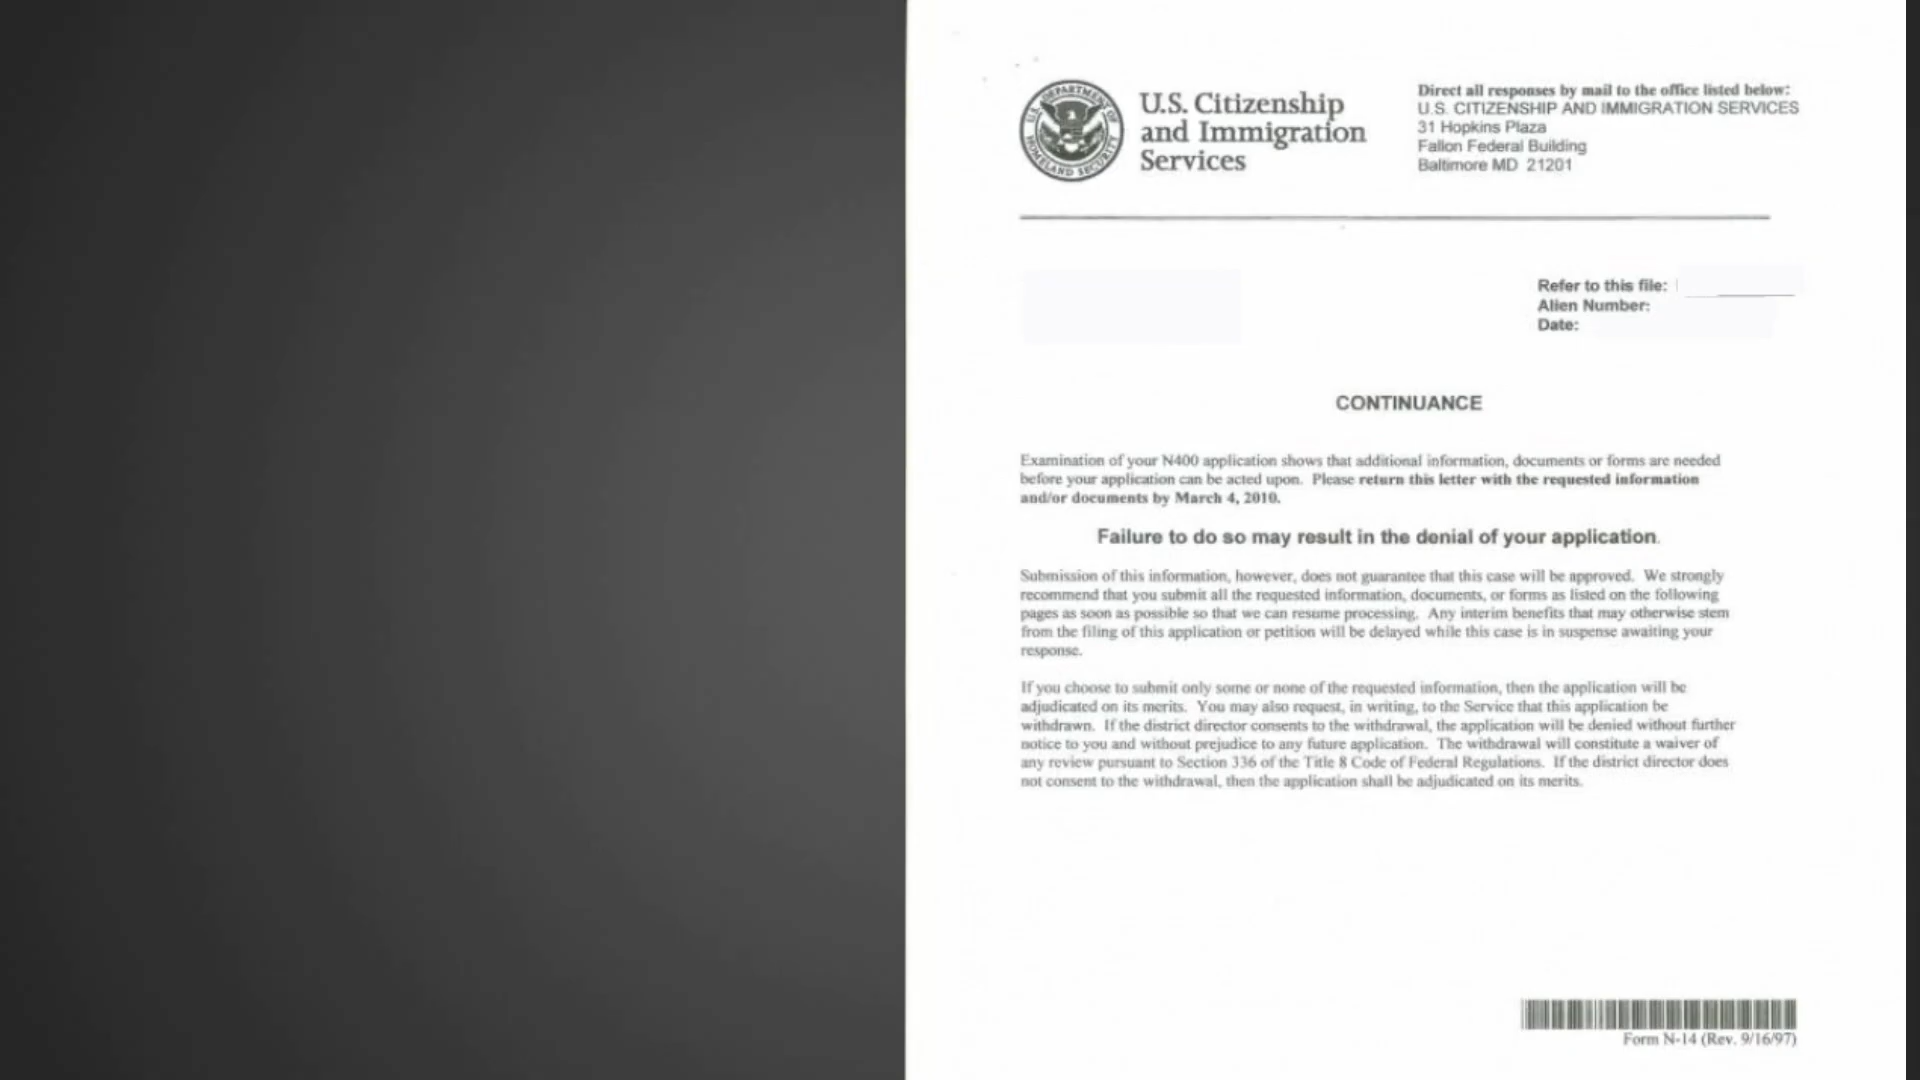 U.S. DEPARTMENT OF HOMELAND SECURITY
U.S. Citizenship
and Immigration
Services
Direct all responses by mail to the office listed below:
U.S. CITIZENSHIP AND IMMIGRATION SERVICES
31 Hopkins Plaza
Fallon Federal Building
Baltimore MD 21201
Refer to this file:
Alien Number:
Date:
CONTINUANCE
Examination of your N400 application shows that additional information, documents or forms are needed
before your application can be acted upon. Please return this letter with the requested information
and/or documents by March 4, 2010.
Failure to do so may result in the denial of your application.
Submission of this information, however, does not guarantee that this case will be approved. We strongly
recommend that you submit all the requested information, documents, or forms as listed on the following
pages as soon as possible so that we can resume processing. Any interim benefits that may otherwise stem
from the filing of this application or petition will be delayed while this case is in suspense awaiting your
response.
If you choose to submit only some or none of the requested information, then the application will be
adjudicated on its merits. You may also request, in writing, to the Service that this application be
withdrawn. If the district director consents to the withdrawal, the application will be denied without further
notice to you and without prejudice to any future application. The withdrawal will constitute a waiver of
any review pursuant to Section 336 of the Title 8 Code of Federal Regulations. If the district director does
not consent to the withdrawal, then the application shall be adjudicated on its merits.
Form N-14 (Rev. 9/16/97)